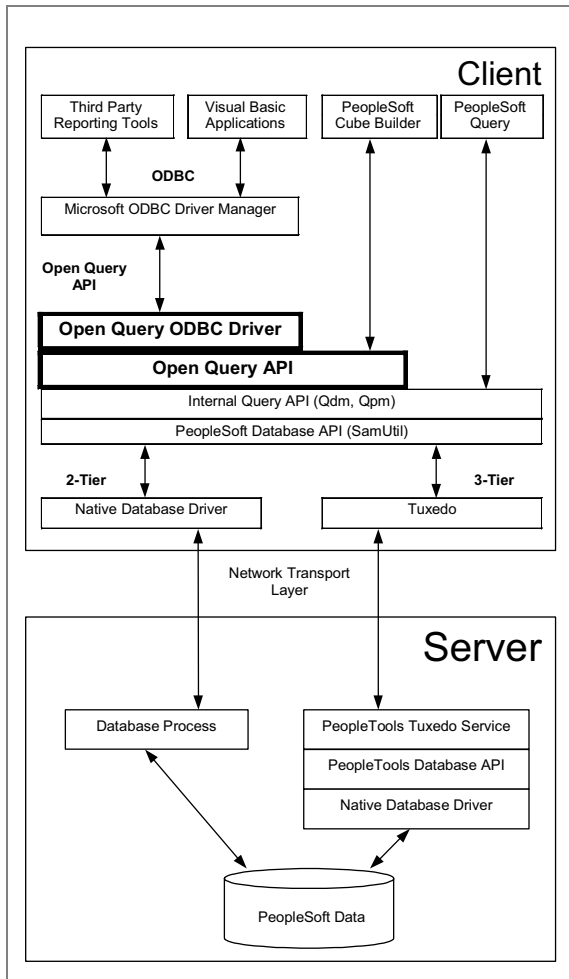 Client
Third Party
Reporting Tools
Visual Basic
Applications
PeopleSoft
Cube Builder
PeopleSoft
Query
ODBC
Microsoft ODBC Driver Manager
Open Query
API
Open Query ODBC Driver
Open Query API
Internal Query API (Qdm, Qpm)
PeopleSoft Database API (SamUtil)
2-Tier
3-Tier
Native Database Driver
Tuxedo
Network Transport
Layer
Server
Database Process
PeopleTools Tuxedo Service
PeopleTools Database API
Native Database Driver
PeopleSoft Data